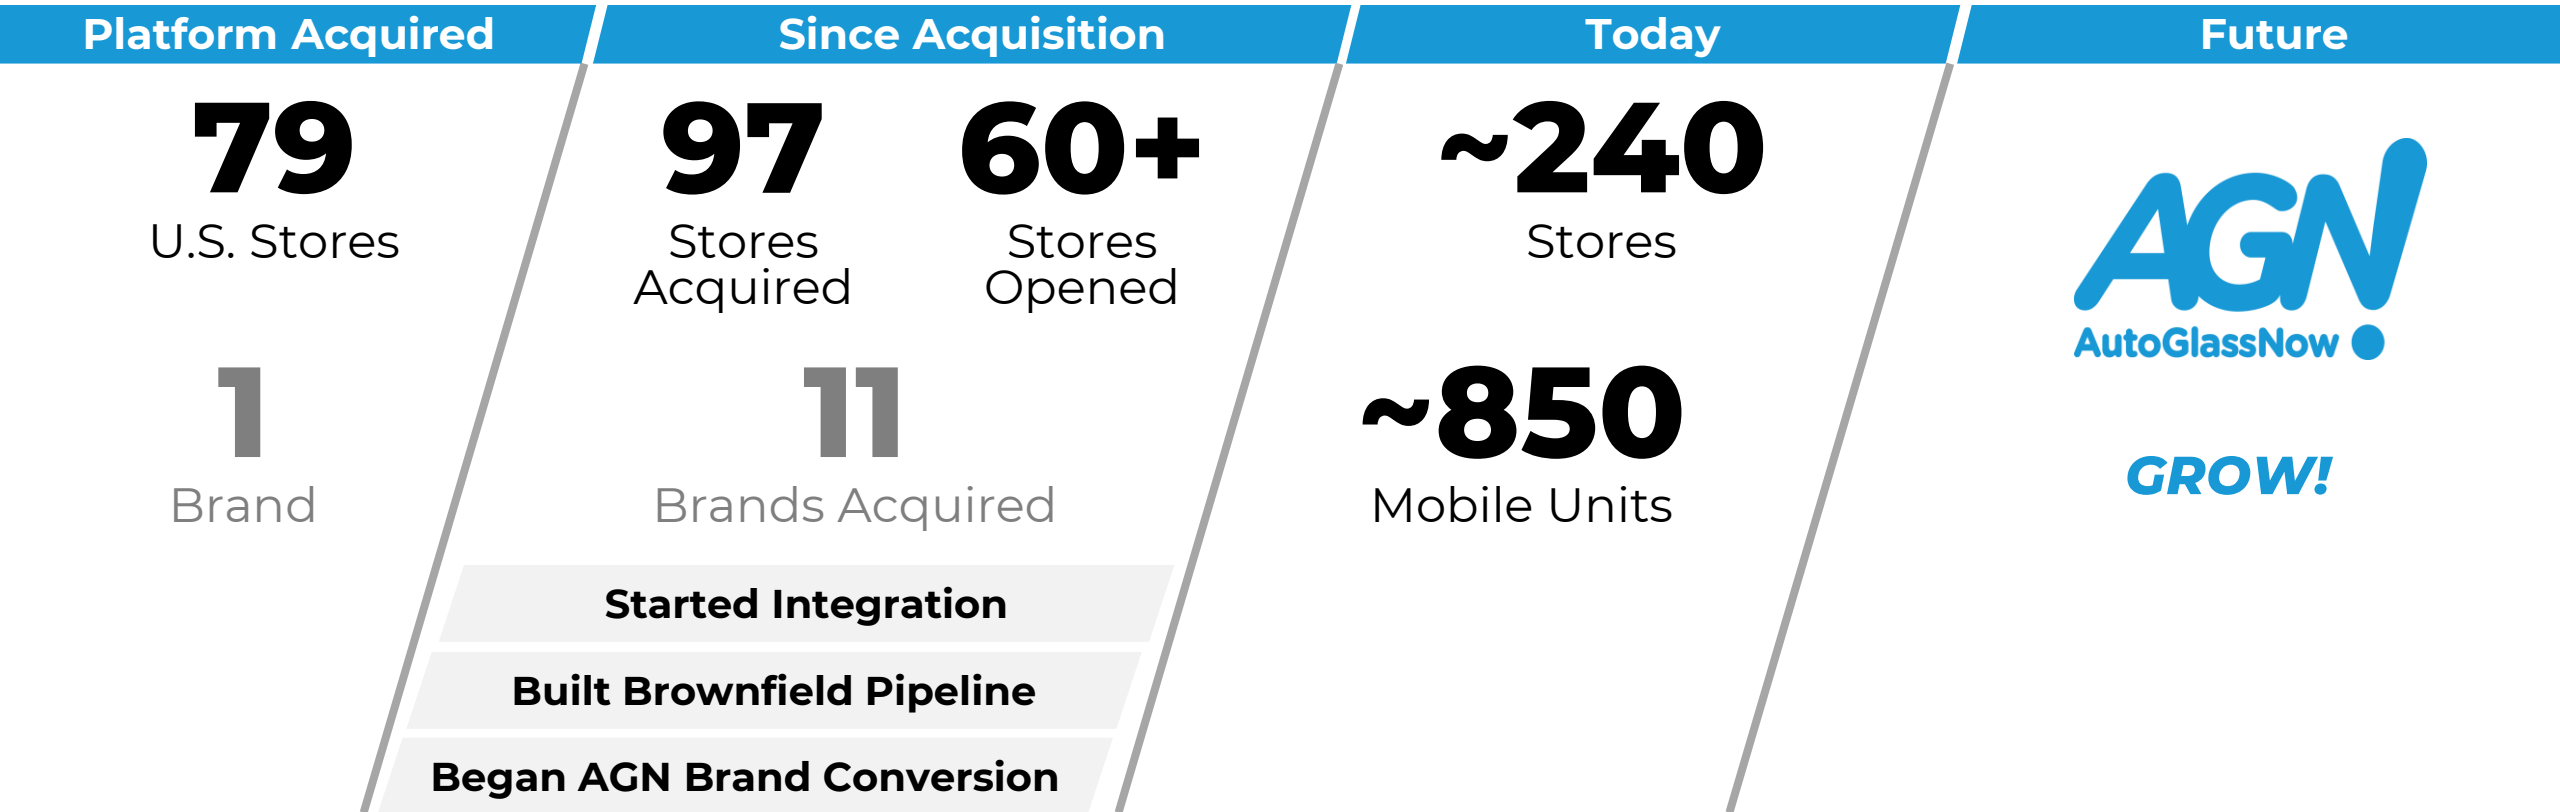 Platform Acquired
79
U.S. Stores
1
Brand
Since Acquisition
97
Stores
Acquired
60+
Stores
Opened
11
Brands Acquired
Started Integration
Built Brownfield Pipeline
Began AGN Brand Conversion
Today
~240
Stores
~850
Mobile Units
Future
AGN!
AutoGlassNow
GROW!